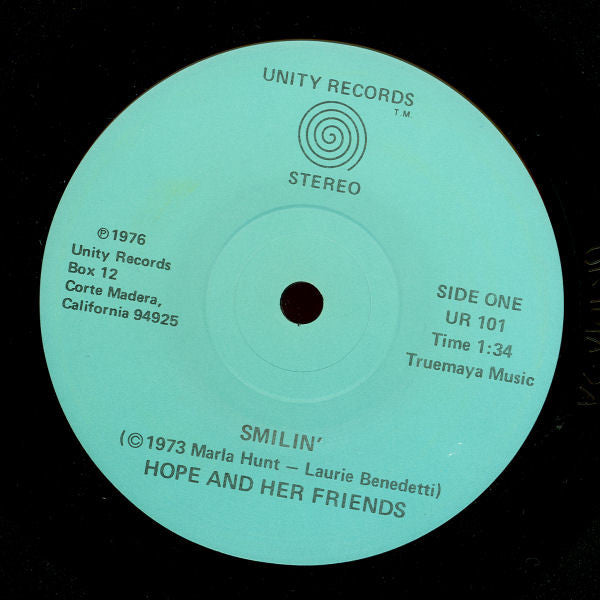 UNITY RECORDS
T.M.
STEREO
℗1976
Unity Records
Box 12
Corte Madera,
California 94925
SIDE ONE
UR 101
Time 1:34
Truemaya Music
SMILIN'
(©1973 Marla Hunt — Laurie Benedetti)
HOPE AND HER FRIENDS